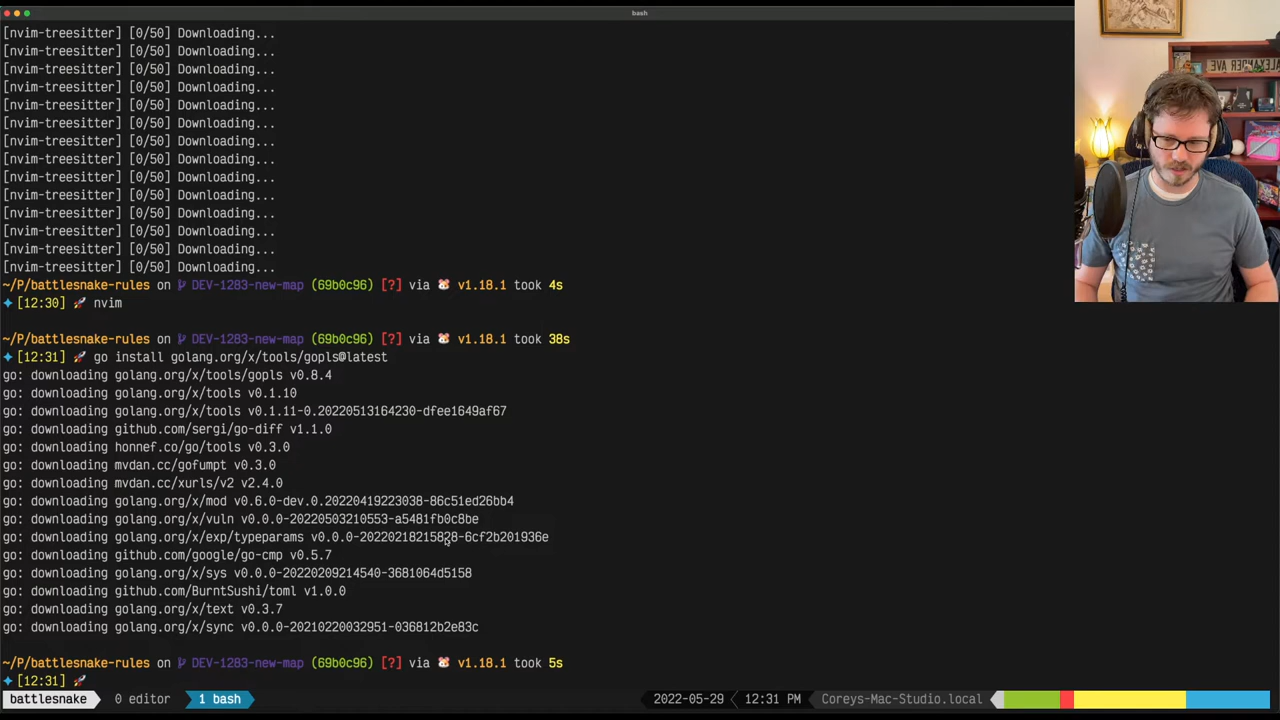 bash
[nvim-treesitter] [0/50] Downloading...
[nvim-treesitter] [0/50] Downloading...
[nvim-treesitter] [0/50] Downloading...
[nvim-treesitter] [0/50] Downloading...
[nvim-treesitter] [0/50] Downloading...
[nvim-treesitter] [0/50] Downloading...
[nvim-treesitter] [0/50] Downloading...
[nvim-treesitter] [0/50] Downloading...
[nvim-treesitter] [0/50] Downloading...
[nvim-treesitter] [0/50] Downloading...
[nvim-treesitter] [0/50] Downloading...
[nvim-treesitter] [0/50] Downloading...
[nvim-treesitter] [0/50] Downloading...
[nvim-treesitter] [0/50] Downloading...
~/P/battlesnake-rules on DEV-1283-new-map (69b0c96) [?] via 🐹 v1.18.1 took 4s
✦ [12:30] 🚀 nvim
~/P/battlesnake-rules on DEV-1283-new-map (69b0c96) [?] via 🐹 v1.18.1 took 38s
✦ [12:31] 🚀 go install golang.org/x/tools/gopls@latest
go: downloading golang.org/x/tools/gopls v0.8.4
go: downloading golang.org/x/tools v0.1.10
go: downloading golang.org/x/tools v0.1.11-0.20220513164230-dfee1649af67
go: downloading github.com/sergi/go-diff v1.1.0
go: downloading honnef.co/go/tools v0.3.0
go: downloading mvdan.cc/gofumpt v0.3.0
go: downloading mvdan.cc/xurls/v2 v2.4.0
go: downloading golang.org/x/mod v0.6.0-dev.0.20220419223038-86c51ed26bb4
go: downloading golang.org/x/vuln v0.0.0-20220503210553-a5481fb0c8be
go: downloading golang.org/x/exp/typeparams v0.0.0-20220218215828-6cf2b201936e
go: downloading github.com/google/go-cmp v0.5.7
go: downloading golang.org/x/sys v0.0.0-20220209214540-3681064d5158
go: downloading github.com/BurntSushi/toml v1.0.0
go: downloading golang.org/x/text v0.3.7
go: downloading golang.org/x/sync v0.0.0-20210220032951-036812b2e83c
~/P/battlesnake-rules on DEV-1283-new-map (69b0c96) [?] via 🐹 v1.18.1 took 5s
✦ [12:31] 🚀
battlesnake 0 editor 1 bash 2022-05-29 12:31 PM Coreys-Mac-Studio.local
ALEXANDER AVE